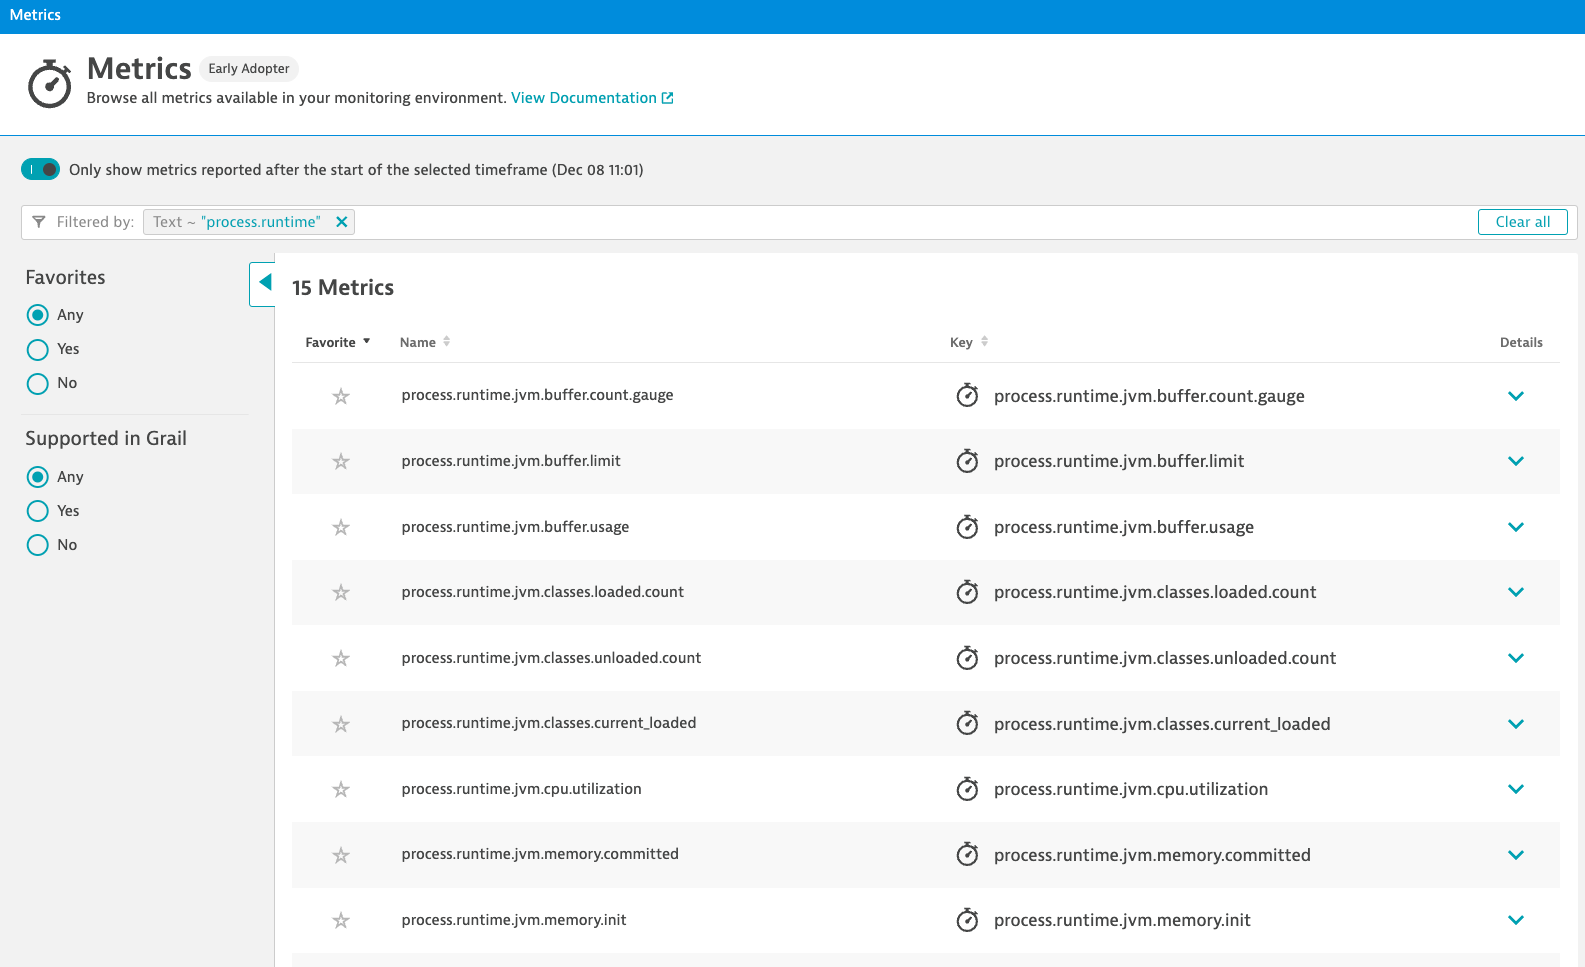 Metrics
Metrics Early Adopter
Browse all metrics available in your monitoring environment. View Documentation
Only show metrics reported after the start of the selected timeframe (Dec 08 11:01)
Filtered by: Text ~ "process.runtime" Clear all
Favorites
Any
Yes
No
Supported in Grail
Any
Yes
No
15 Metrics
Favorite Name Key Details
process.runtime.jvm.buffer.count.gauge process.runtime.jvm.buffer.count.gauge
process.runtime.jvm.buffer.limit process.runtime.jvm.buffer.limit
process.runtime.jvm.buffer.usage process.runtime.jvm.buffer.usage
process.runtime.jvm.classes.loaded.count process.runtime.jvm.classes.loaded.count
process.runtime.jvm.classes.unloaded.count process.runtime.jvm.classes.unloaded.count
process.runtime.jvm.classes.current_loaded process.runtime.jvm.classes.current_loaded
process.runtime.jvm.cpu.utilization process.runtime.jvm.cpu.utilization
process.runtime.jvm.memory.committed process.runtime.jvm.memory.committed
process.runtime.jvm.memory.init process.runtime.jvm.memory.init